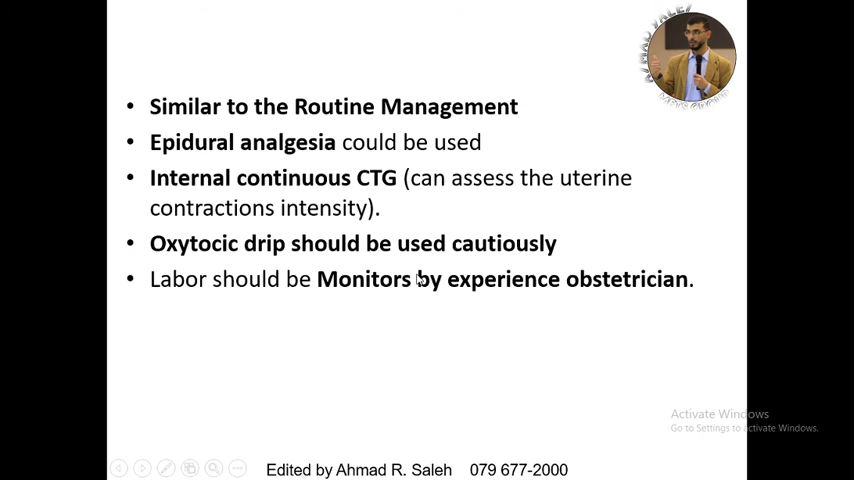 • Similar to the Routine Management
• Epidural analgesia could be used
• Internal continuous CTG (can assess the uterine
contractions intensity).
• Oxytocic drip should be used cautiously
• Labor should be Monitors by experience obstetrician.
Activate Windows
Go to Settings to activate Windows.
Edited by Ahmad R. Saleh 079 677-2000